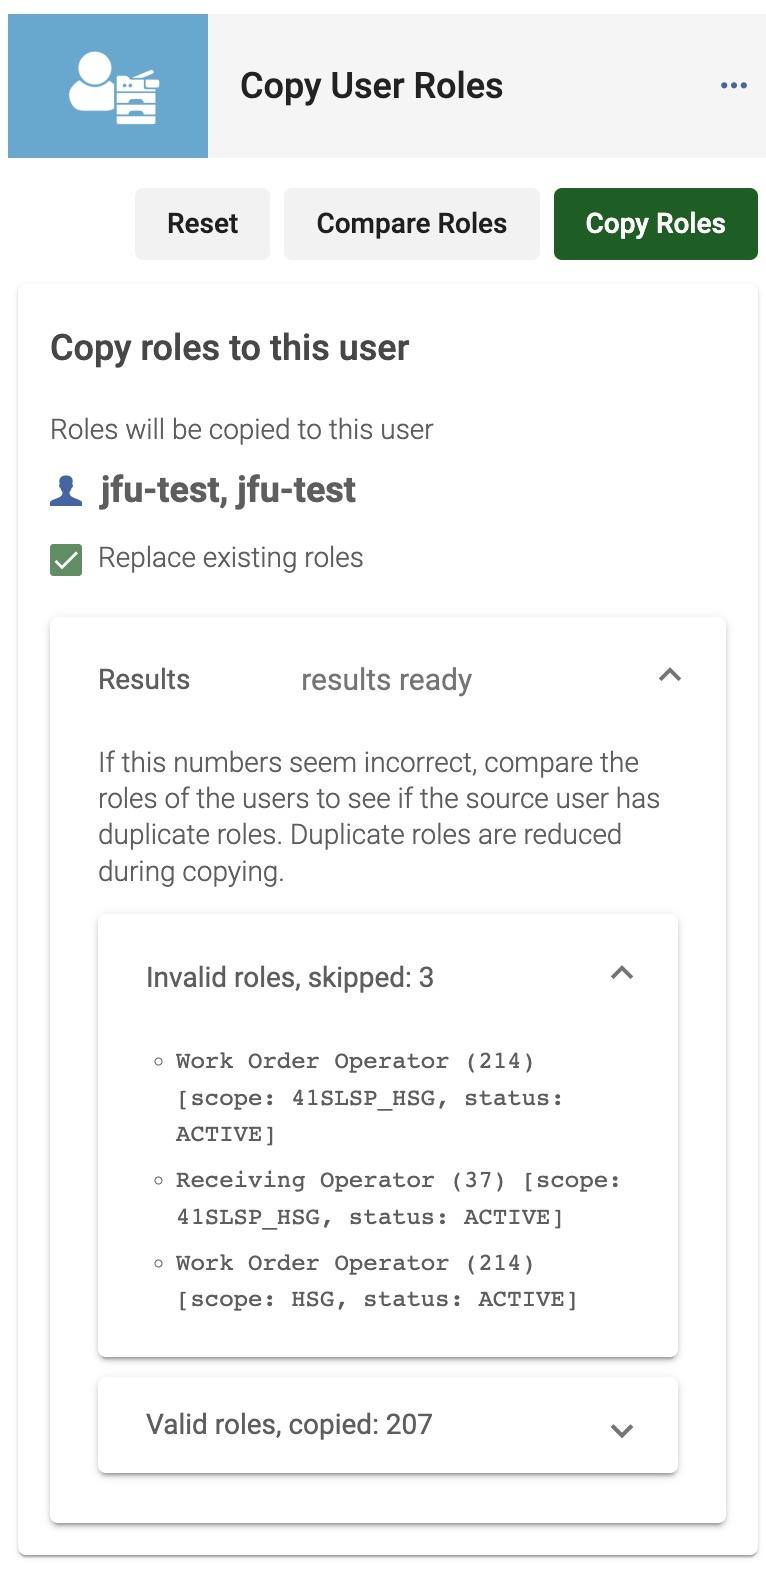 Copy User Roles
Reset
Compare Roles
Copy Roles
Copy roles to this user
Roles will be copied to this user
jfu-test, jfu-test
Replace existing roles
Results
results ready
If this numbers seem incorrect, compare the
roles of the users to see if the source user has
duplicate roles. Duplicate roles are reduced
during copying.
Invalid roles, skipped: 3
Work Order Operator (214)
[scope: 41SLSP_HSG, status:
ACTIVE]
Receiving Operator (37) [scope:
41SLSP_HSG, status: ACTIVE]
Work Order Operator (214)
[scope: HSG, status: ACTIVE]
Valid roles, copied: 207